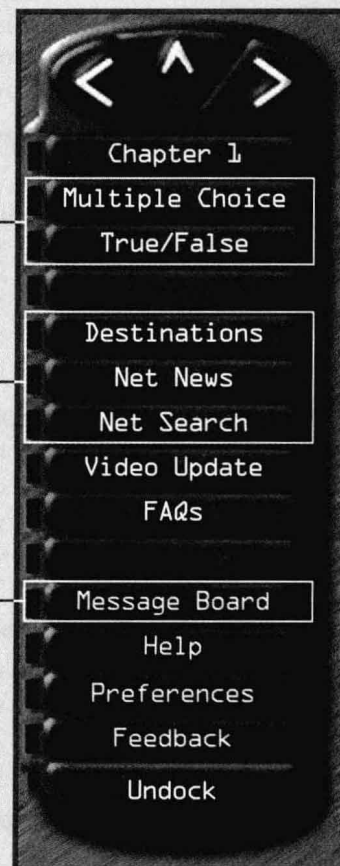 Chapter 1
Multiple Choice
True/False
Destinations
Net News
Net Search
Video Update
FAQs
Message Board
Help
Preferences
Feedback
Undock